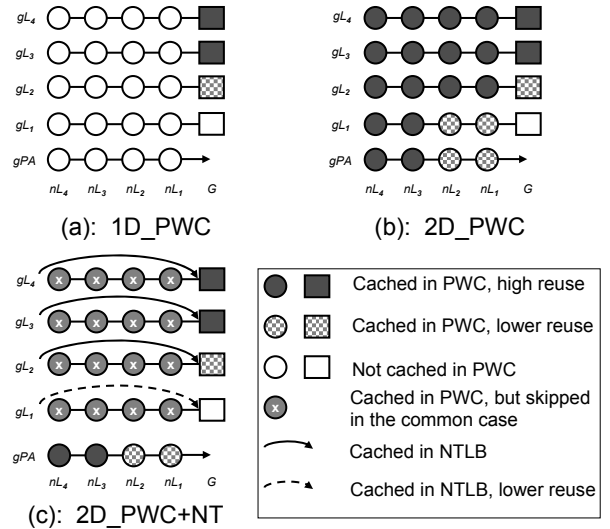 gL4
gL3
gL2
gL1
gPA
nL4 nL3 nL2 nL1 G
(a): 1D_PWC
gL4
gL3
gL2
gL1
gPA
nL4 nL3 nL2 nL1 G
(b): 2D_PWC
gL4 x x x x
gL3 x x x x
gL2 x x x x
gL1 x x x x
gPA
nL4 nL3 nL2 nL1 G
(c): 2D_PWC+NT
Cached in PWC, high reuse
Cached in PWC, lower reuse
Not cached in PWC
x Cached in PWC, but skipped
in the common case
Cached in NTLB
Cached in NTLB, lower reuse